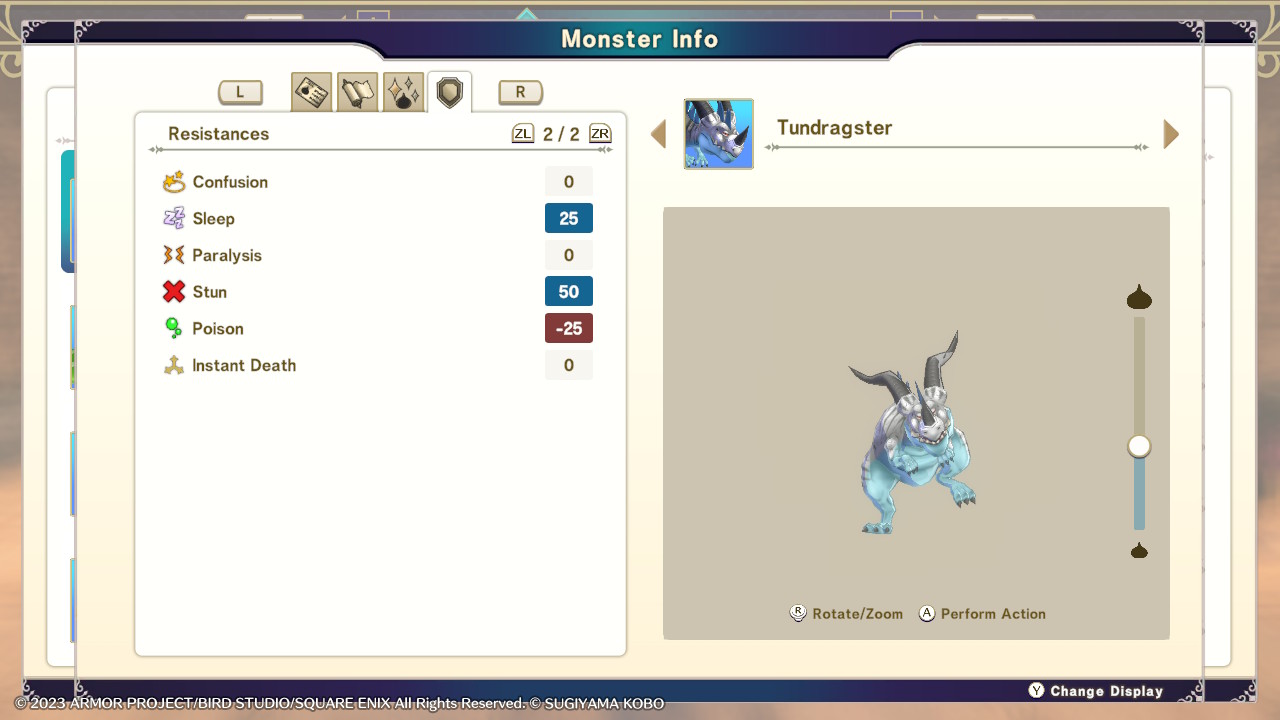 Monster Info
L
R
Resistances
ZL 2 / 2 ZR
Tundragster
Confusion 0
Sleep 25
Paralysis 0
Stun 50
Poison -25
Instant Death 0
R Rotate/Zoom A Perform Action
Y Change Display
© 2023 ARMOR PROJECT/BIRD STUDIO/SQUARE ENIX All Rights Reserved. © SUGIYAMA KOBO